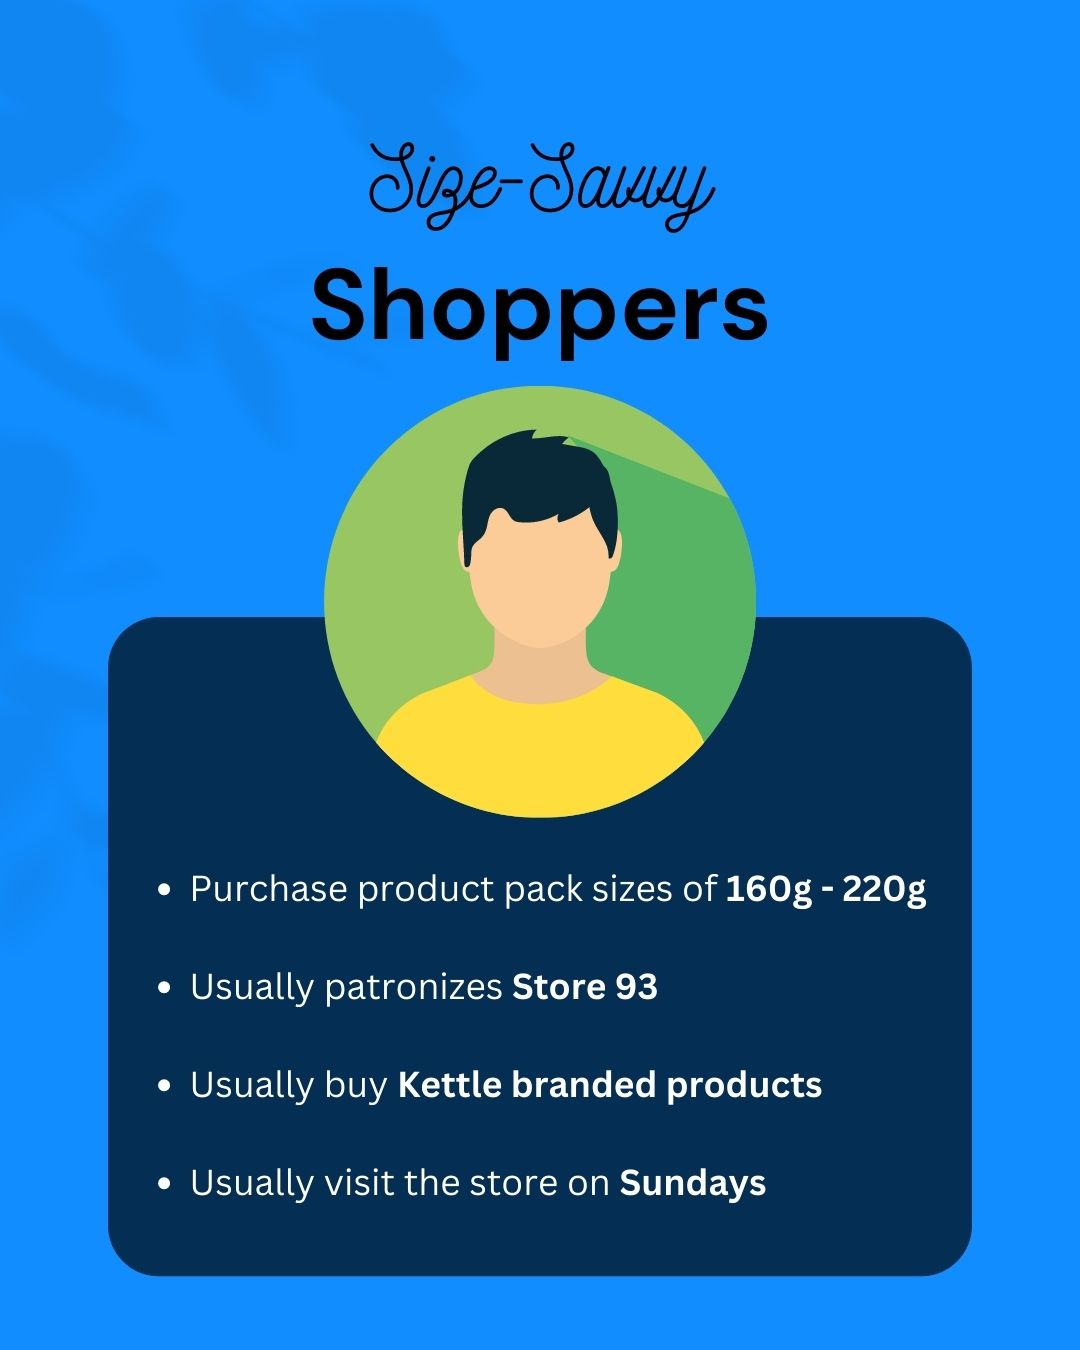 Size-Savvy
Shoppers
• Purchase product pack sizes of 160g - 220g
• Usually patronizes Store 93
• Usually buy Kettle branded products
• Usually visit the store on Sundays